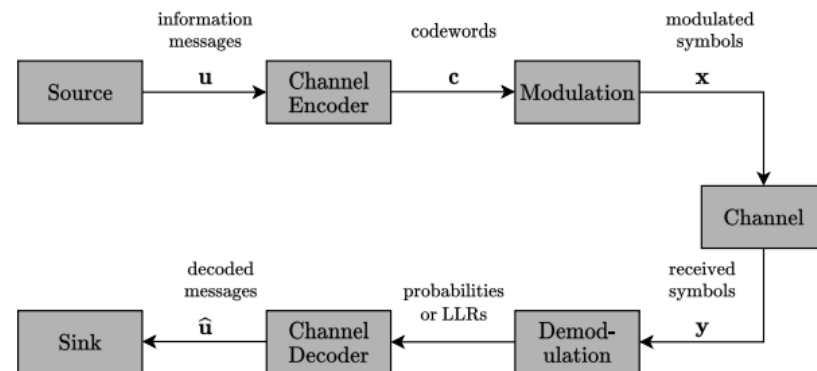 information
messages
codewords
modulated
symbols
Source
u
Channel
Encoder
c
Modulation
x
Channel
decoded
messages
probabilities
or LLRs
received
symbols
Sink
û
Channel
Decoder
Demod-
ulation
y